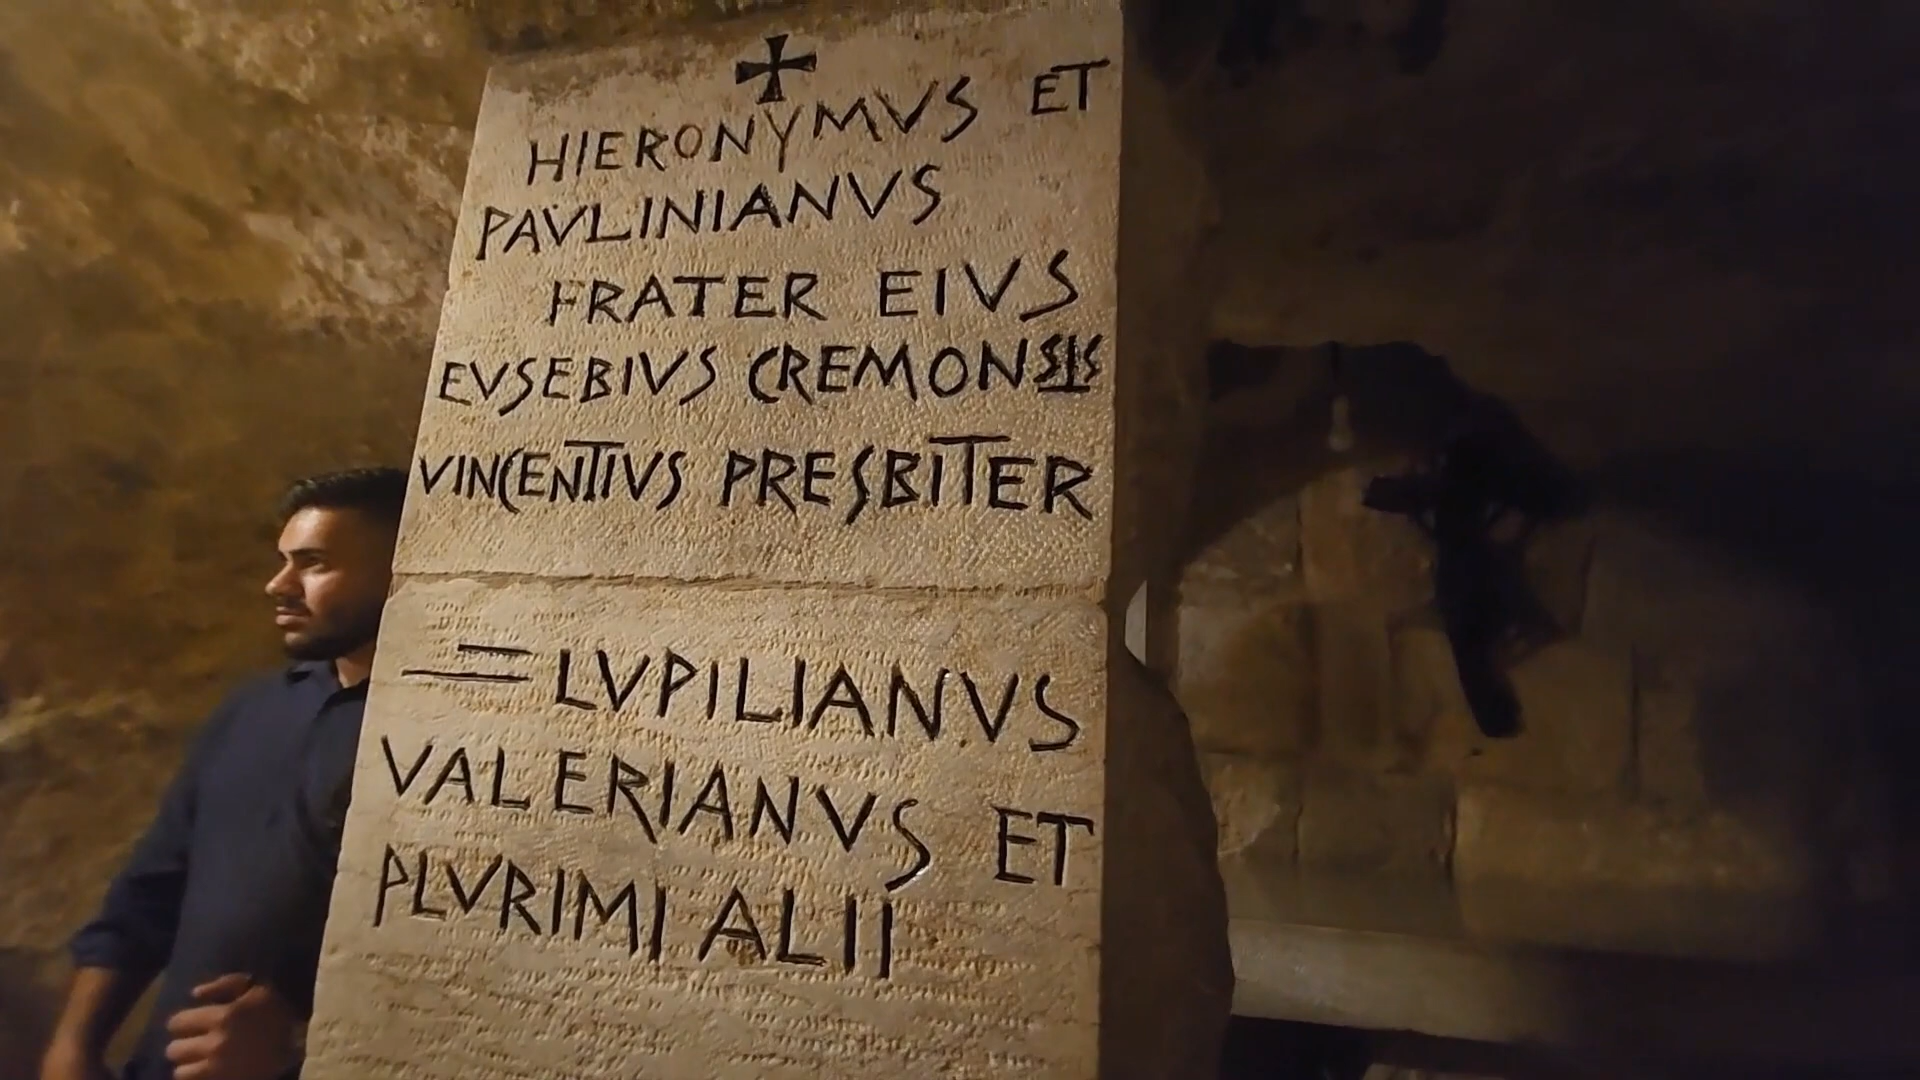 HIERONYMVS ET
PAVLINIANVS
FRATER EIVS
EVSEBIVS CREMONSIS
VINCENTIVS PRESBITER
LVPILIANVS
VALERIANVS ET
PLVRIMI ALII